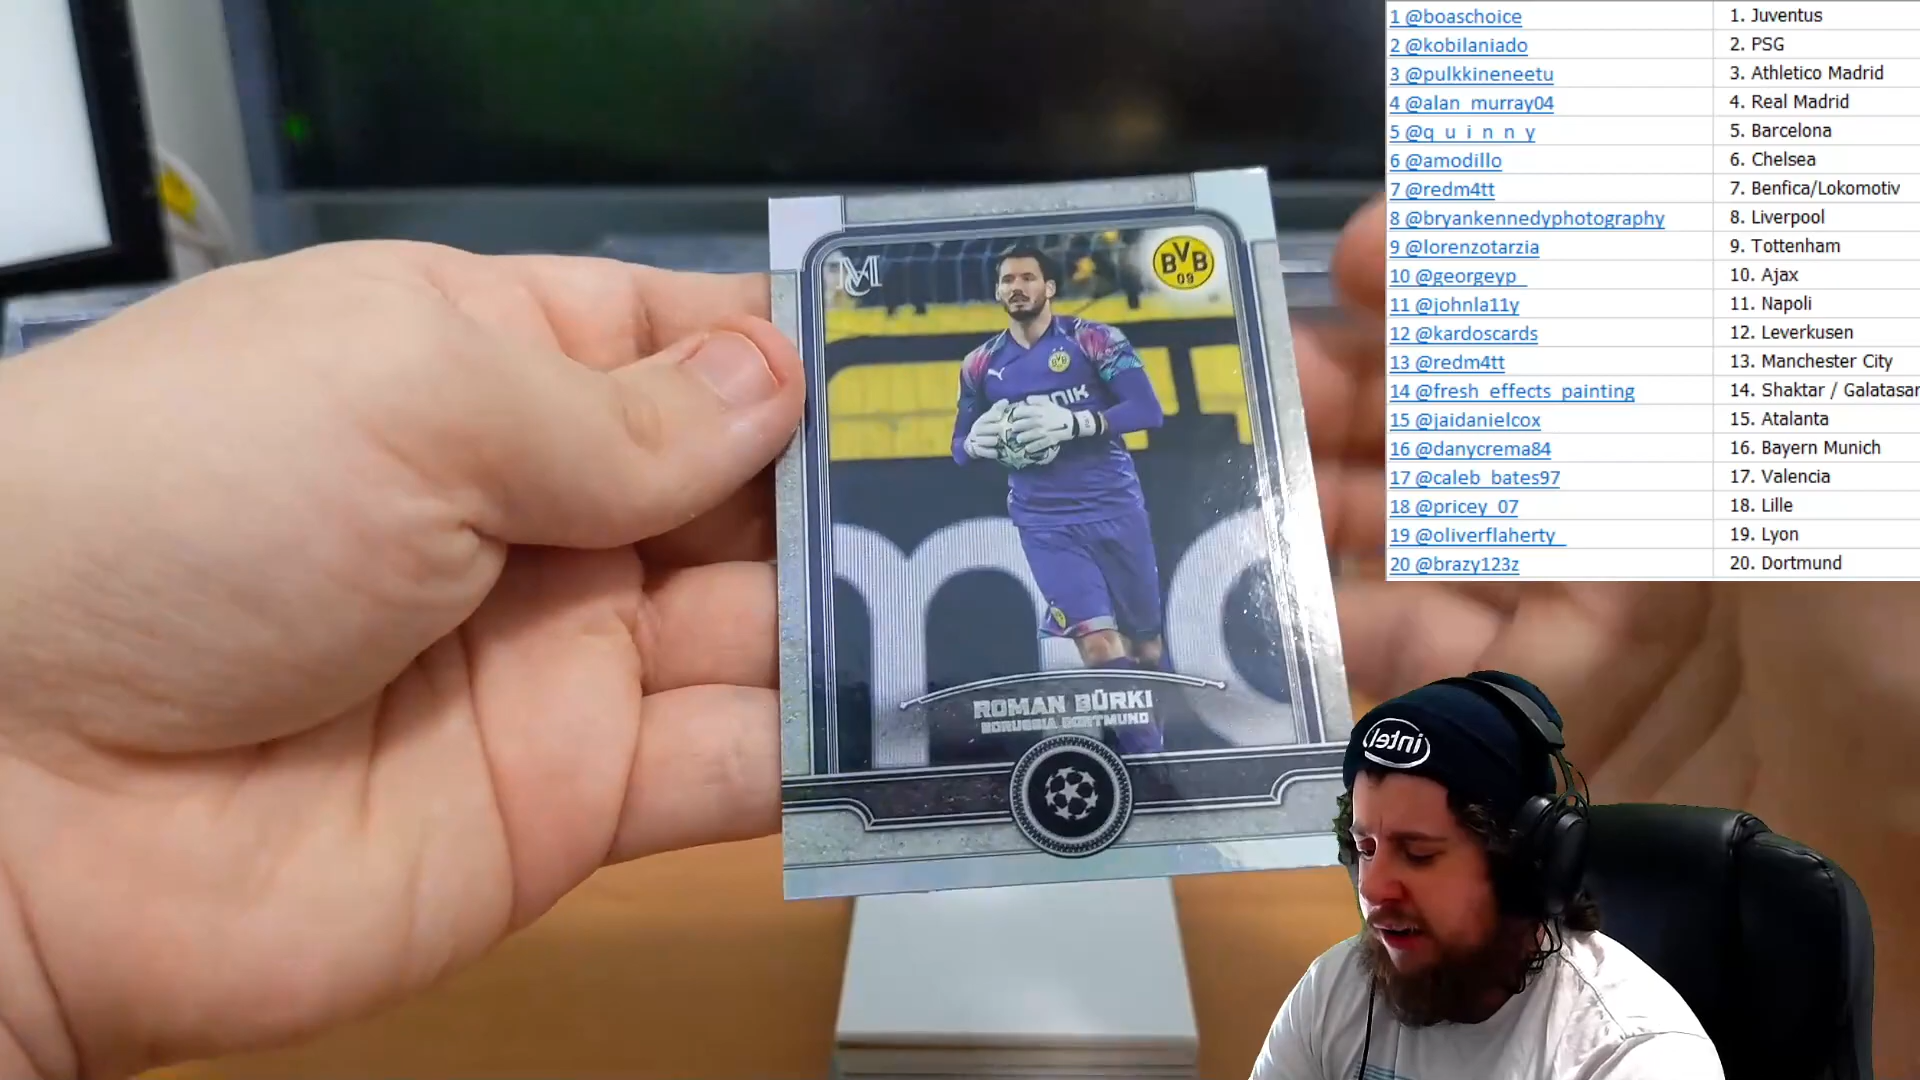 1 @boaschoice 1. Juventus
2 @kobilaniado 2. PSG
3 @pulkkineneetu 3. Athletico Madrid
4 @alan_murray04 4. Real Madrid
5 @q_u_i_n_n_y 5. Barcelona
6 @amodillo 6. Chelsea
7 @redm4tt 7. Benfica/Lokomotiv
8 @bryankennedyphotography 8. Liverpool
9 @lorenzotarzia 9. Tottenham
10 @georgeyp_ 10. Ajax
11 @johnla11y 11. Napoli
12 @kardoscards 12. Leverkusen
13 @redm4tt 13. Manchester City
14 @fresh_effects_painting 14. Shaktar / Galatasar
15 @jaidanielcox 15. Atalanta
16 @danycrema84 16. Bayern Munich
17 @caleb_bates97 17. Valencia
18 @pricey_07 18. Lille
19 @oliverflaherty_ 19. Lyon
20 @brazy123z 20. Dortmund
MC
BVB
09
BVB
ROMAN BÜRKI
BORUSSIA DORTMUND
intel